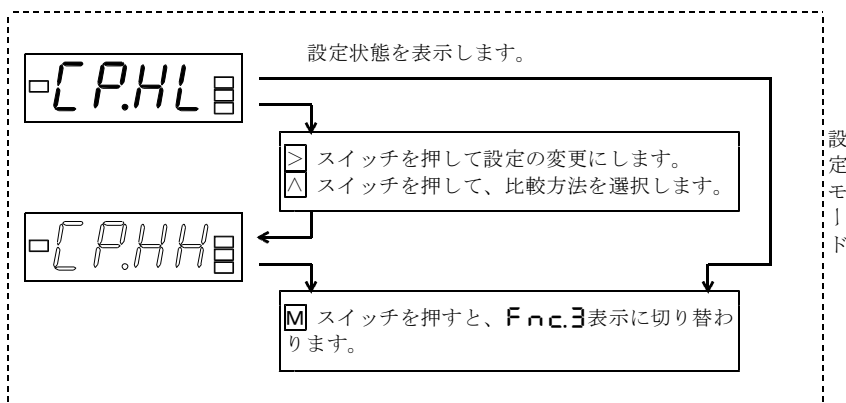 設定状態を表示します。
CP.HL
> スイッチを押して設定の変更にします。
∧ スイッチを押して、比較方法を選択します。
CP.HH
M スイッチを押すと、Fnc.3表示に切り替わ
ります。
設定モード